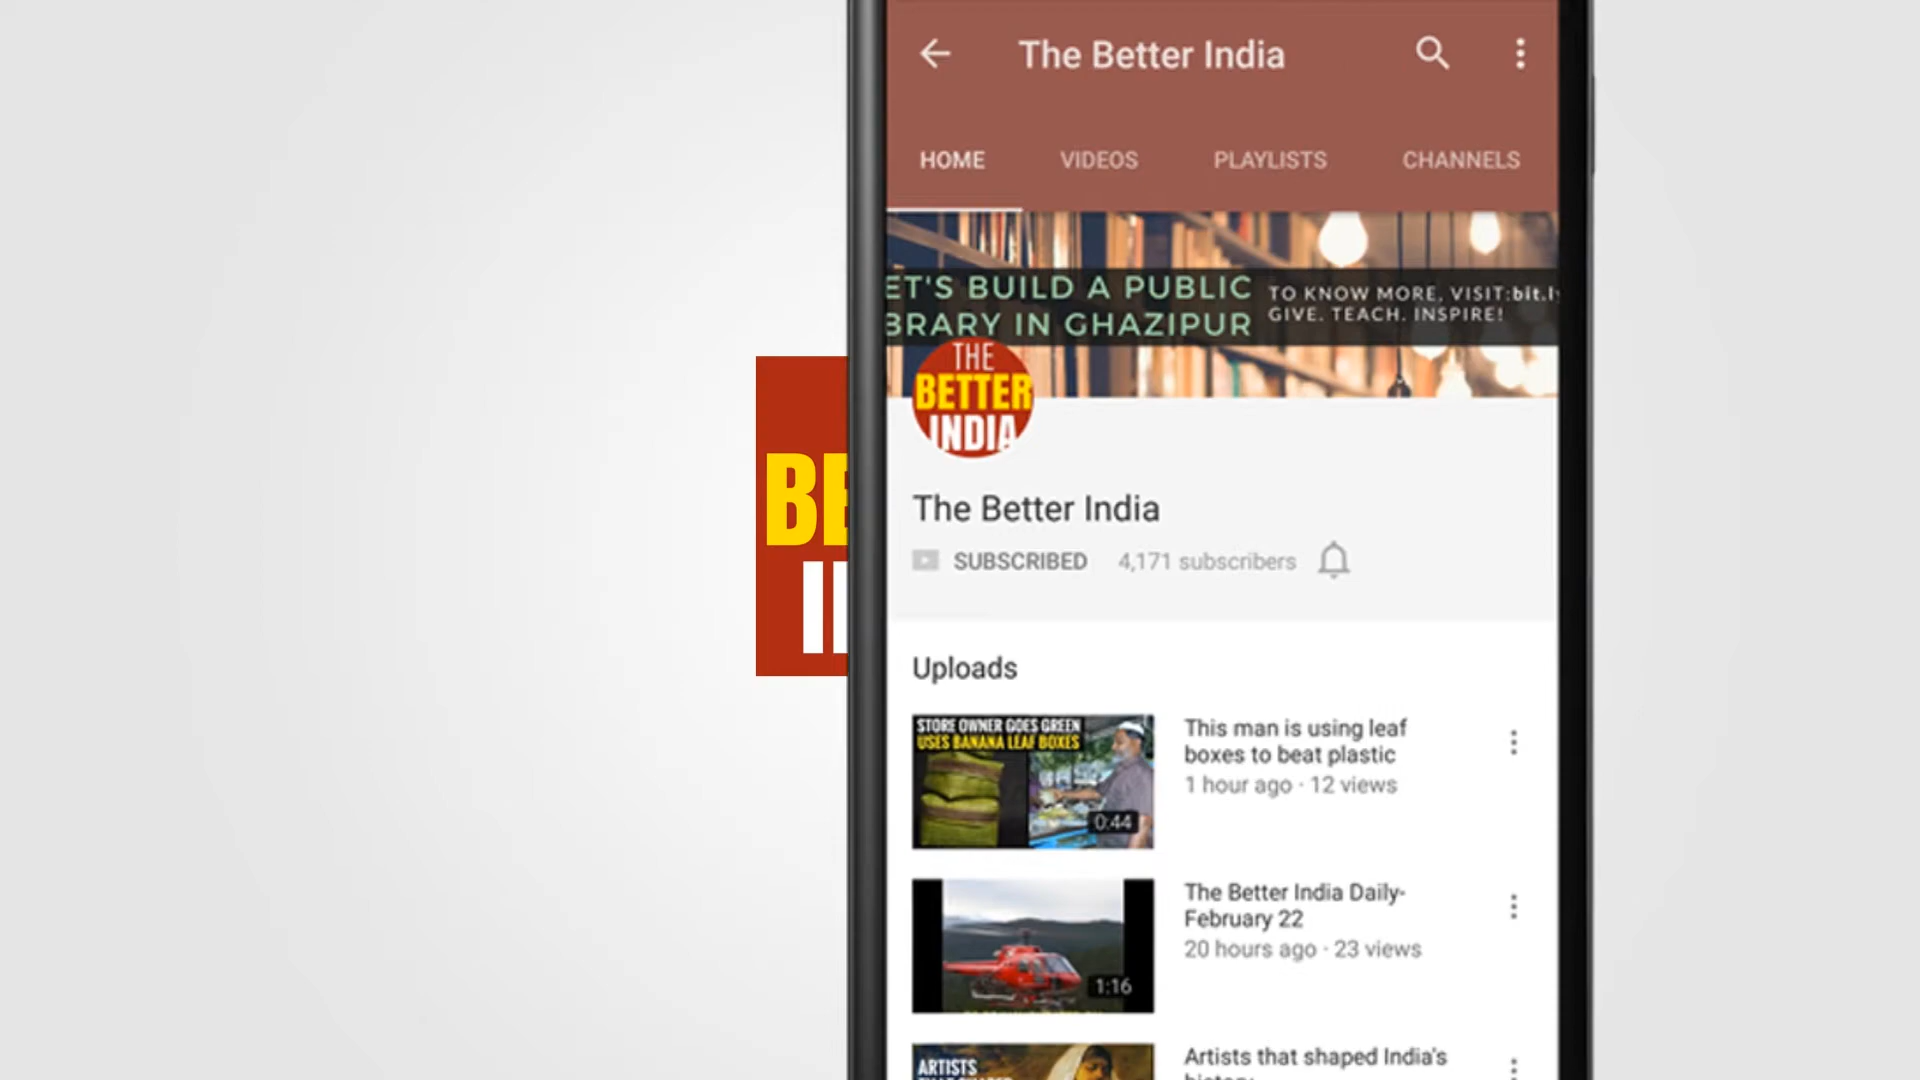 The Better India
HOME VIDEOS PLAYLISTS CHANNELS
ET'S BUILD A PUBLIC
BRARY IN GHAZIPUR
TO KNOW MORE, VISIT:bit.l
GIVE. TEACH. INSPIRE!
THE
BETTER
INDIA
BE
I
The Better India
SUBSCRIBED 4,171 subscribers
Uploads
STORE OWNER GOES GREEN
USES BANANA LEAF BOXES
0:44
This man is using leaf
boxes to beat plastic
1 hour ago · 12 views
1:16
The Better India Daily-
February 22
20 hours ago · 23 views
ARTISTS
Artists that shaped India's